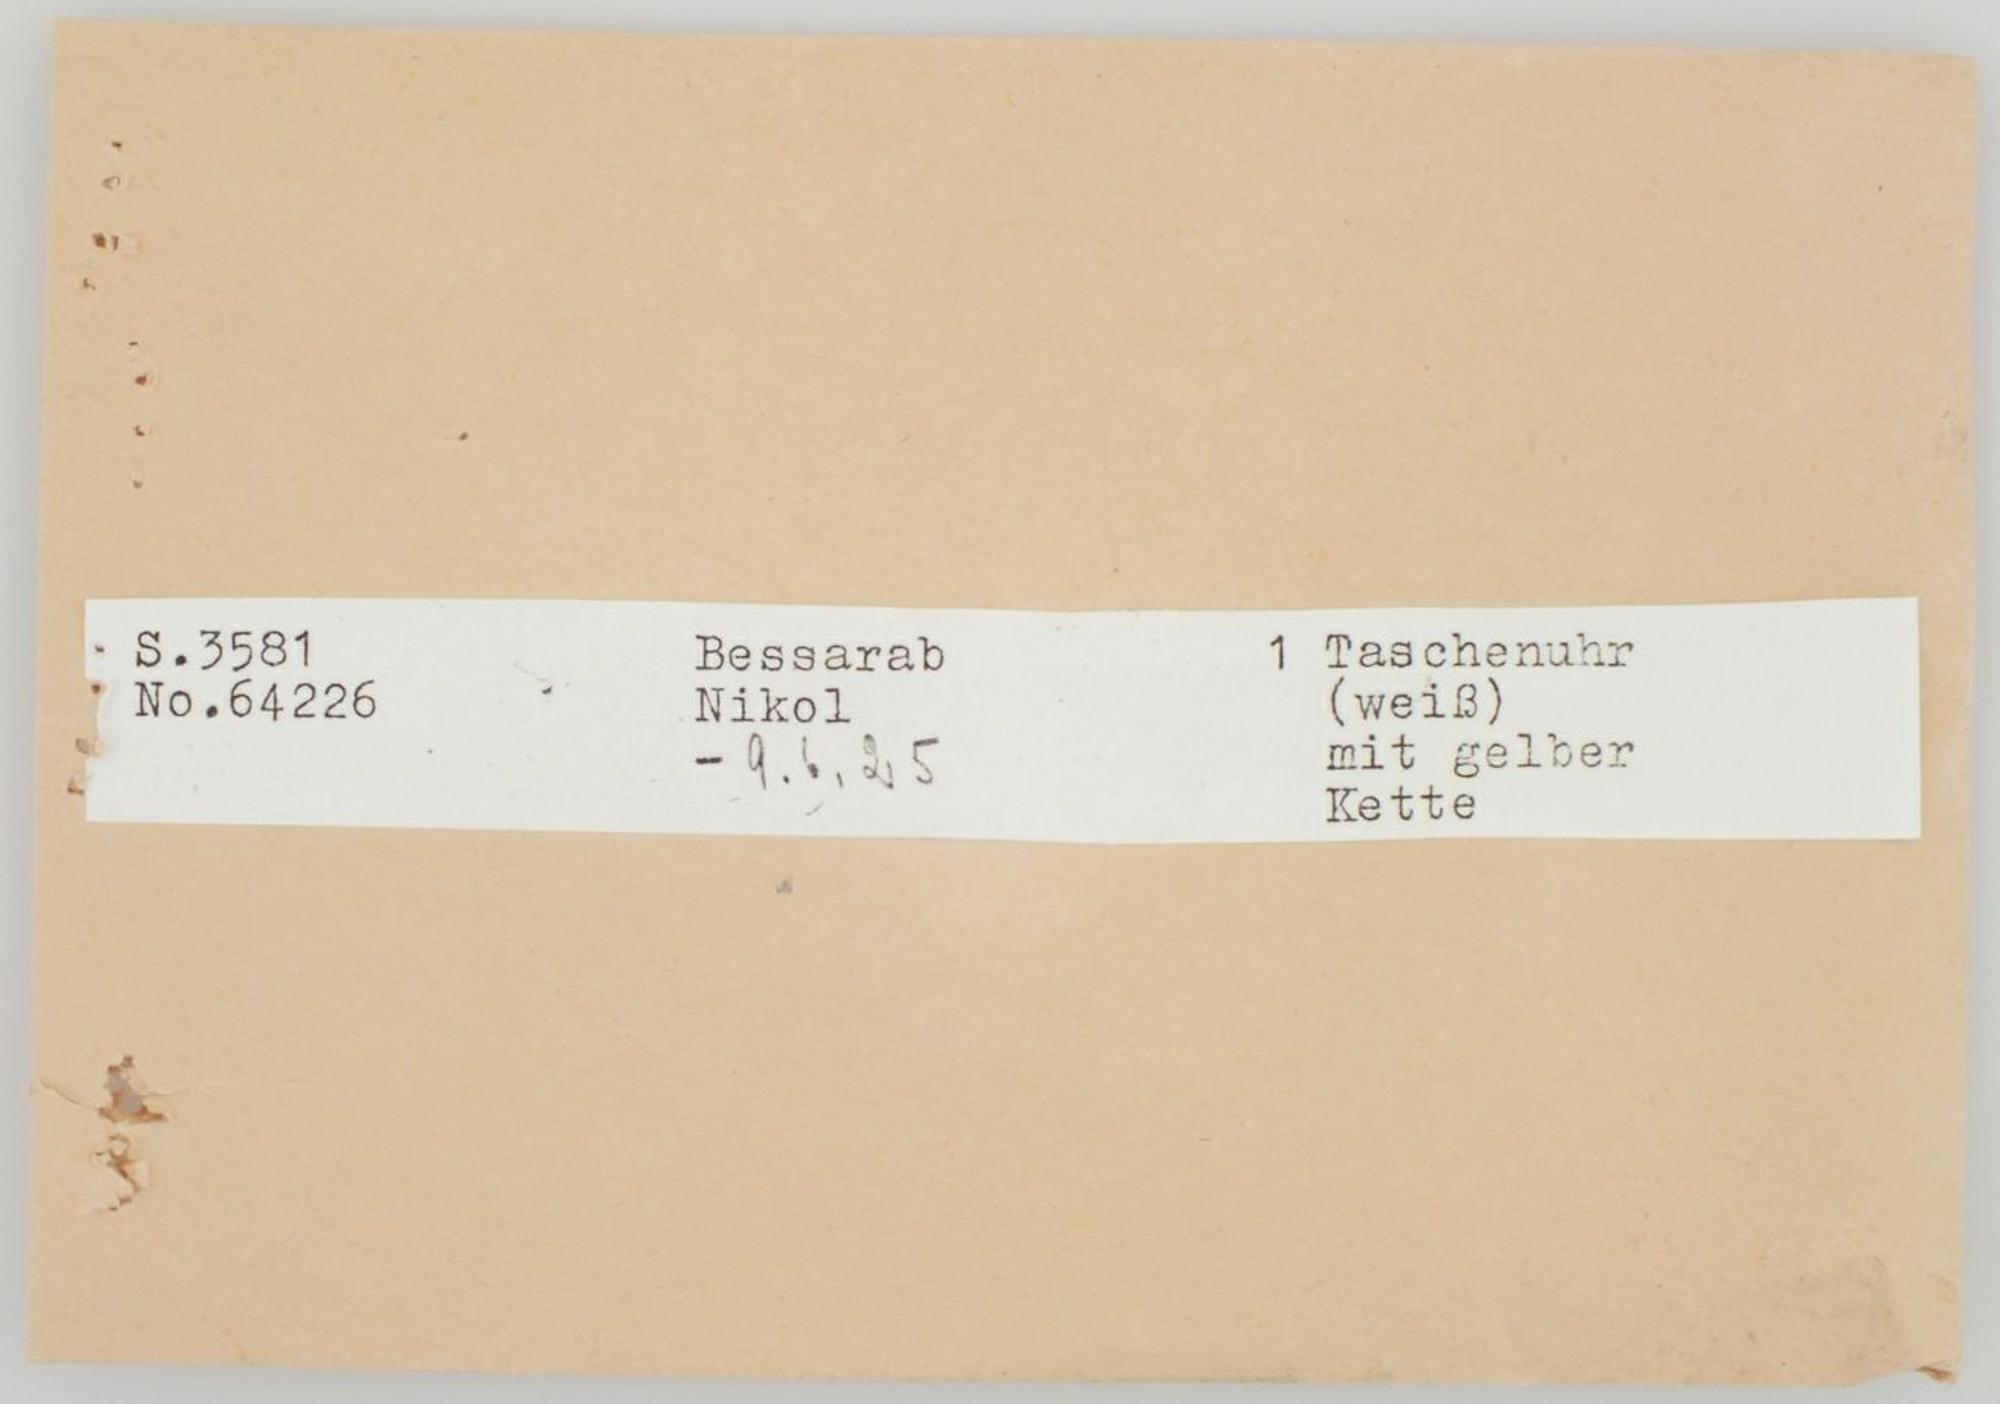 S.3581
No.64226
Bessarab
Nikol
- 9.6.25
1 Taschenuhr
(weiß)
mit gelber
Kette